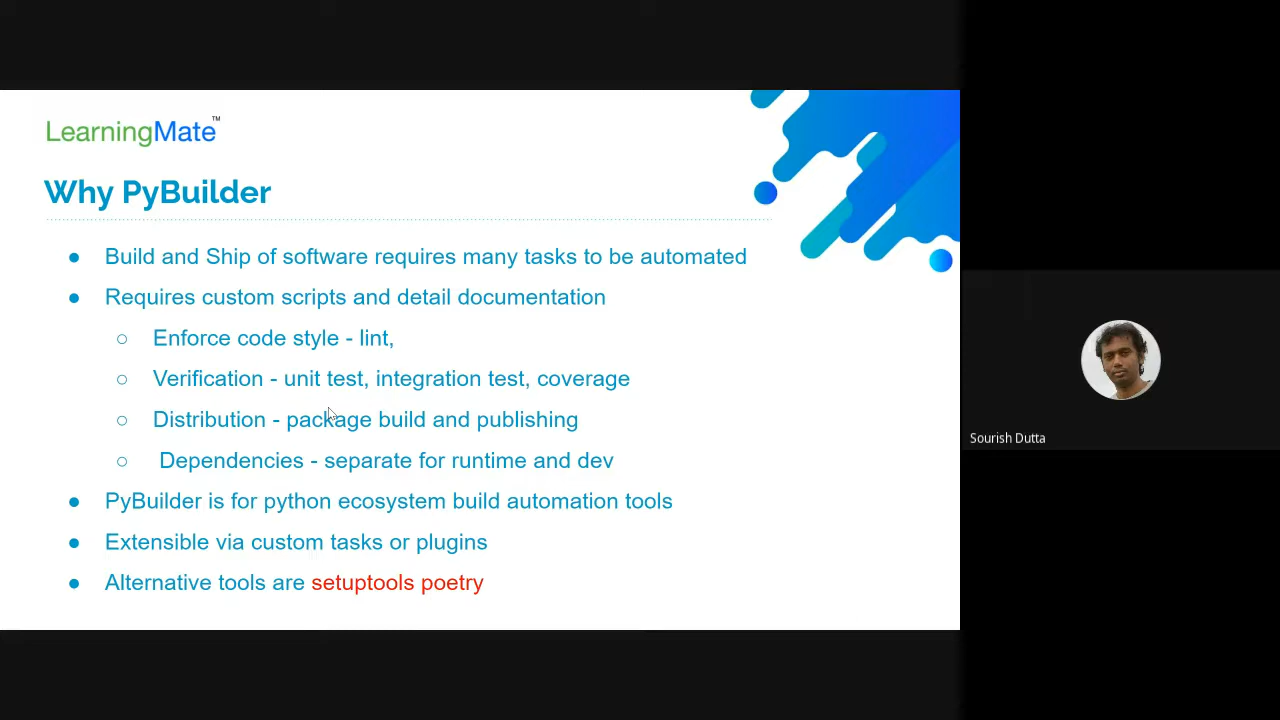 LearningMate™
Why PyBuilder
● Build and Ship of software requires many tasks to be automated
● Requires custom scripts and detail documentation
○ Enforce code style - lint,
○ Verification - unit test, integration test, coverage
○ Distribution - package build and publishing
○ Dependencies - separate for runtime and dev
● PyBuilder is for python ecosystem build automation tools
● Extensible via custom tasks or plugins
● Alternative tools are setuptools poetry
Sourish Dutta